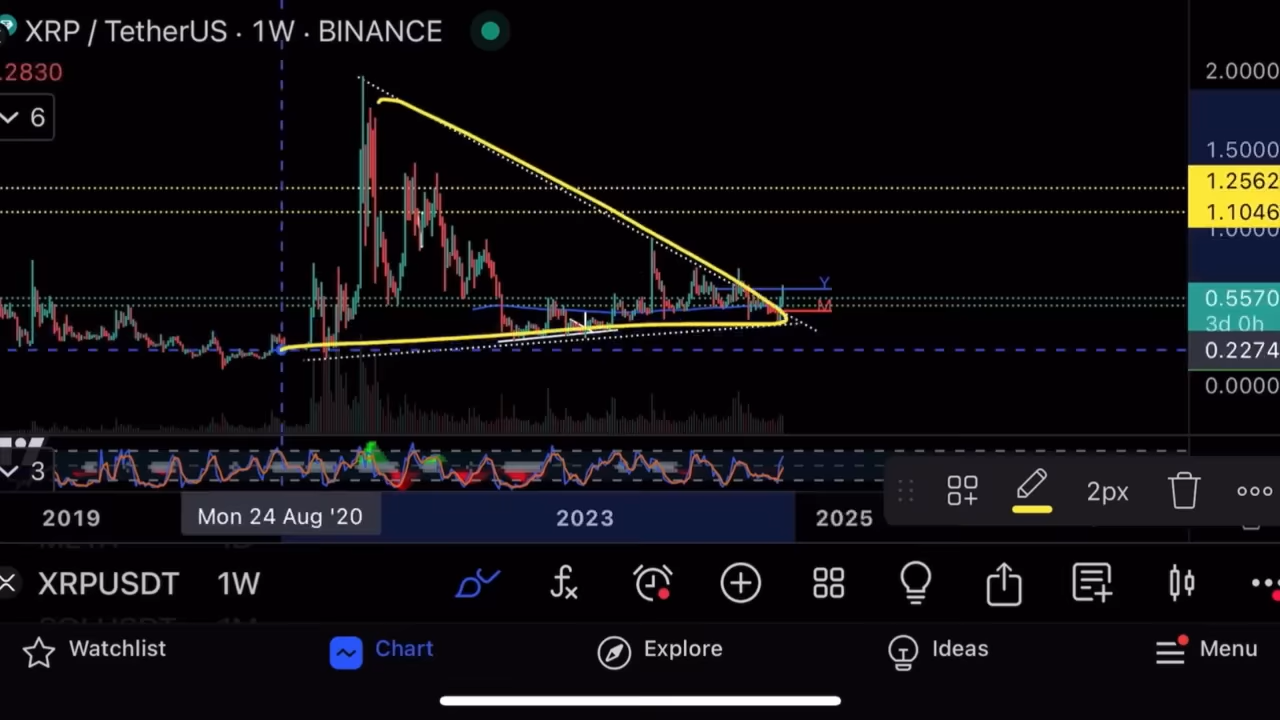 XRP / TetherUS · 1W · BINANCE
.2830
6
2.0000
1.5000
1.2562
1.1046
1.0000
Y
M
0.5570
3d 0h
0.2274
0.0000
3
2019
Mon 24 Aug '20
2023
2025
2px
XRPUSDT 1W
Watchlist
Chart
Explore
Ideas
Menu